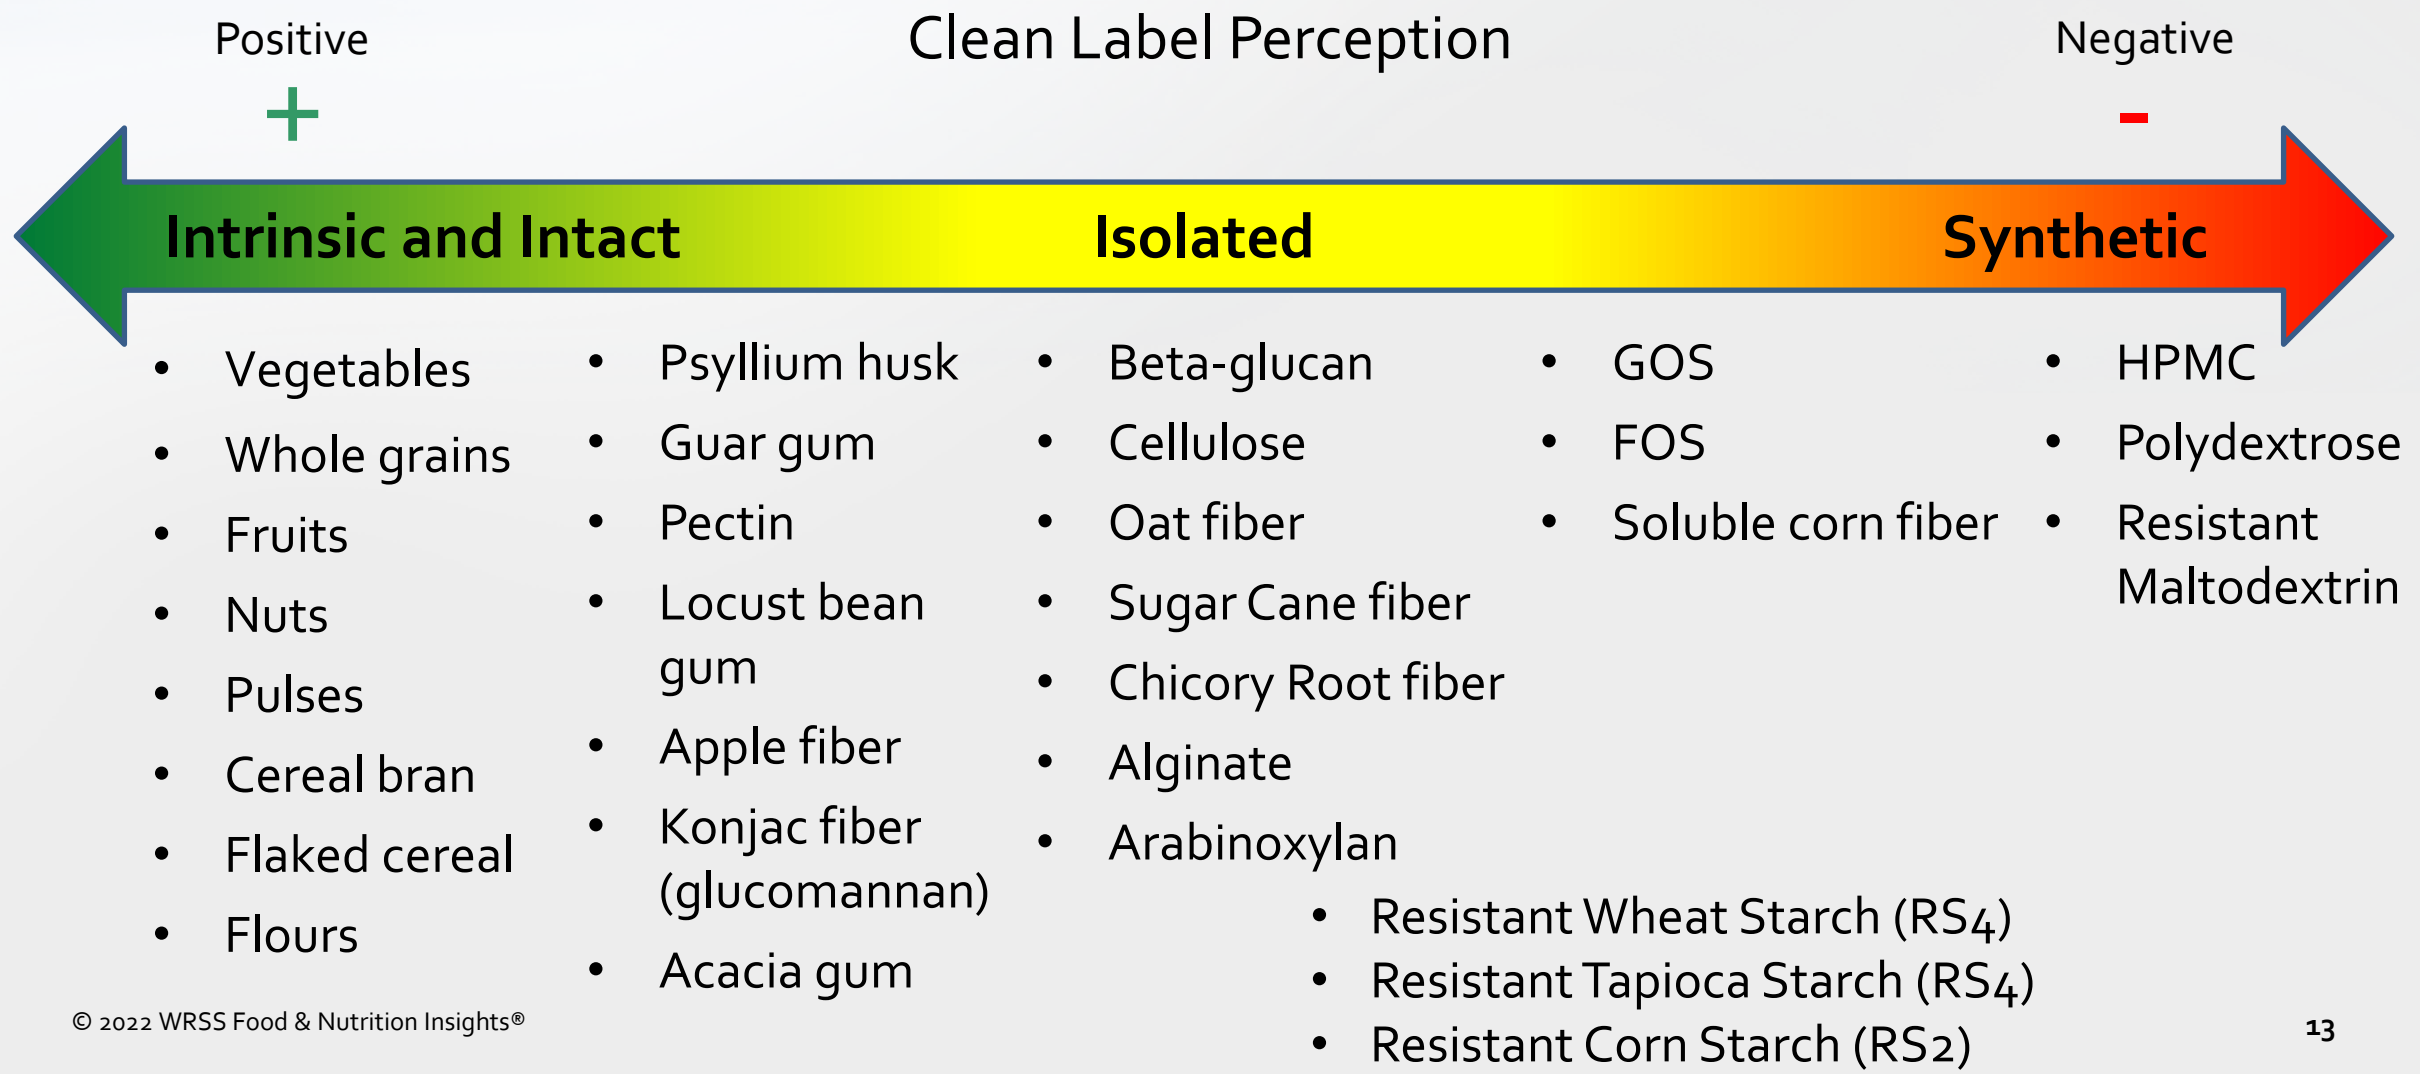 Positive
Clean Label Perception
Negative
+
-
Intrinsic and Intact
Isolated
Synthetic
• Vegetables
• Whole grains
• Fruits
• Nuts
• Pulses
• Cereal bran
• Flaked cereal
• Flours
• Psyllium husk
• Guar gum
• Pectin
• Locust bean
gum
• Apple fiber
• Konjac fiber
(glucomannan)
• Acacia gum
• Beta-glucan
• Cellulose
• Oat fiber
• Sugar Cane fiber
• Chicory Root fiber
• Alginate
• Arabinoxylan
• GOS
• FOS
• Soluble corn fiber
• HPMC
• Polydextrose
• Resistant
Maltodextrin
• Resistant Wheat Starch (RS4)
• Resistant Tapioca Starch (RS4)
• Resistant Corn Starch (RS2)
© 2022 WRSS Food & Nutrition Insights®
13